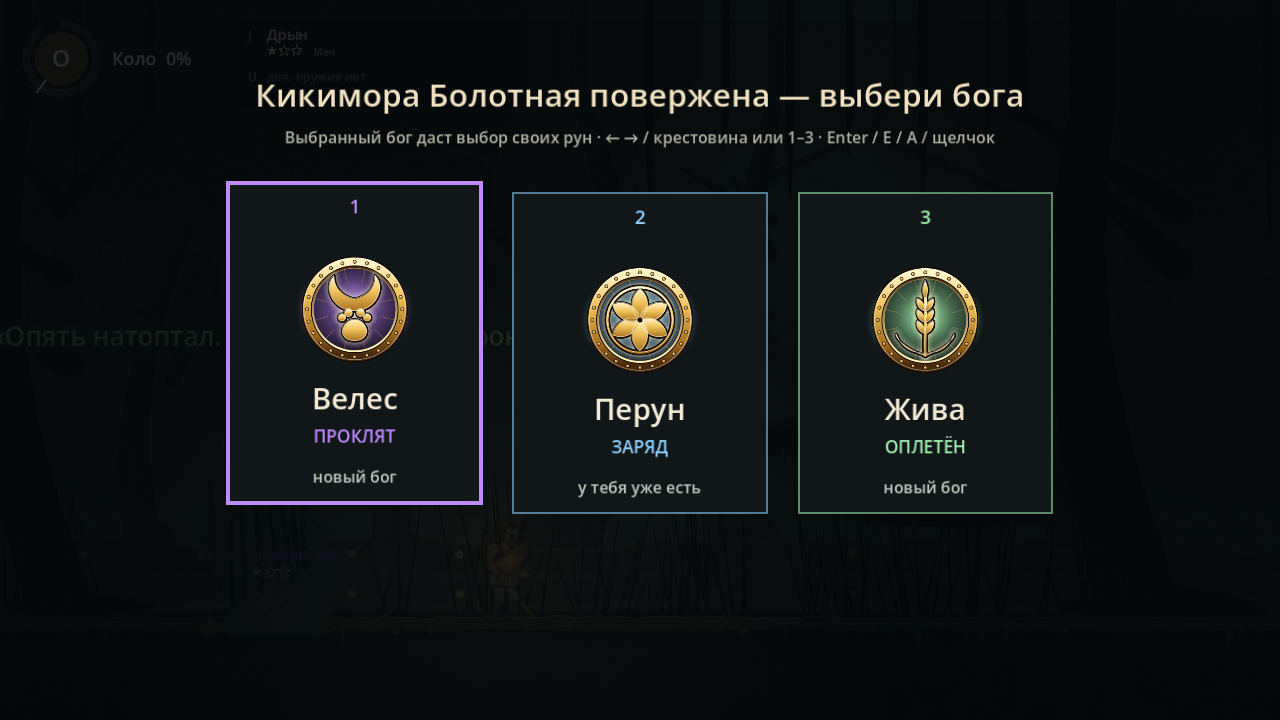 О
Коло 0%
J Дрын
★☆☆ Меч
U доп. оружия нет
Кикимора Болотная повержена — выбери бога
Выбранный бог даст выбор своих рун · ← → / крестовина или 1–3 · Enter / E / A / щелчок
1
Велес
ПРОКЛЯТ
новый бог
2
Перун
ЗАРЯД
у тебя уже есть
3
Жива
ОПЛЕТЁН
новый бог
«Опять натоптал.